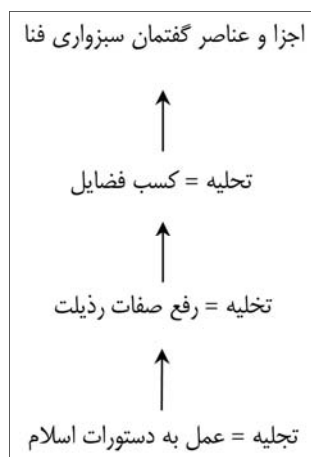 اجزا و عناصر گفتمان سبزواری فنا
تحلیه = کسب فضایل
تخلیه = رفع صفات رذیلت
تجلیه = عمل به دستورات اسلام